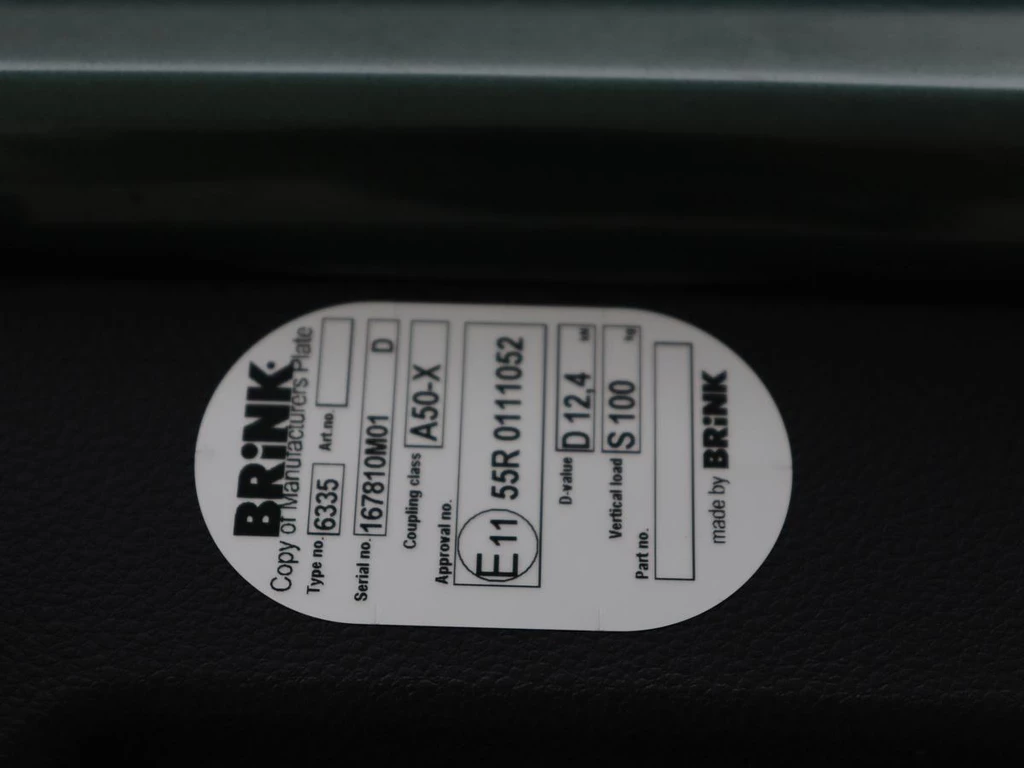 BRiNK.
Copy of Manufacturers Plate
Type no. 6335 Art.no.
Serial no. 167810M01 D
Coupling class A50-X
Approval no.
E11 55R 0111052
D-value D 12,4 kN
Vertical load S 100 kg
Part no.
made by BRiNK